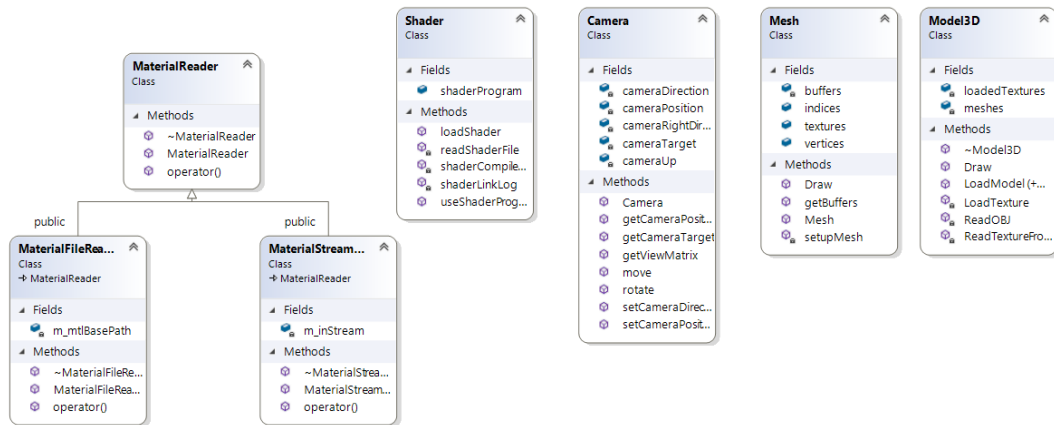 MaterialReader
Class
Methods
~MaterialReader
MaterialReader
operator()
public
public
MaterialFileRea...
Class
MaterialReader
Fields
m_mtlBasePath
Methods
~MaterialFileRe...
MaterialFileRea...
operator()
MaterialStream...
Class
MaterialReader
Fields
m_inStream
Methods
~MaterialStrea...
MaterialStream...
operator()
Shader
Class
Fields
shaderProgram
Methods
loadShader
readShaderFile
shaderCompile...
shaderLinkLog
useShaderProg...
Camera
Class
Fields
cameraDirection
cameraPosition
cameraRightDir...
cameraTarget
cameraUp
Methods
Camera
getCameraPosit...
getCameraTarget
getViewMatrix
move
rotate
setCameraDirec...
setCameraPosit...
Mesh
Class
Fields
buffers
indices
textures
vertices
Methods
Draw
getBuffers
Mesh
setupMesh
Model3D
Class
Fields
loadedTextures
meshes
Methods
~Model3D
Draw
LoadModel (+...
LoadTexture
ReadOBJ
ReadTextureFro...